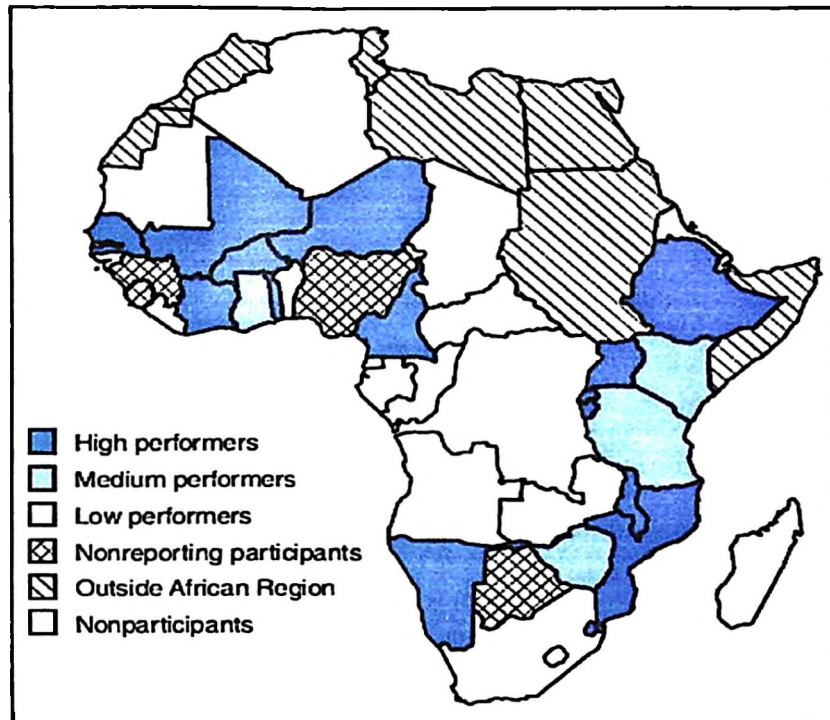 High performers
Medium performers
Low performers
Nonreporting participants
Outside African Region
Nonparticipants